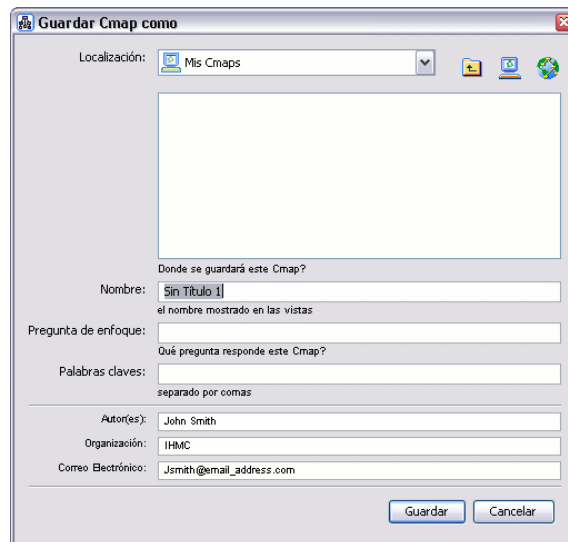 Guardar Cmap como
Localización: Mis Cmaps
Donde se guardará este Cmap?
Nombre: Sin Título 1
el nombre mostrado en las vistas
Pregunta de enfoque:
Qué pregunta responde este Cmap?
Palabras claves:
separado por comas
Autor(es): John Smith
Organización: IHMC
Correo Electrónico: Jsmith@email_address.com
Guardar Cancelar